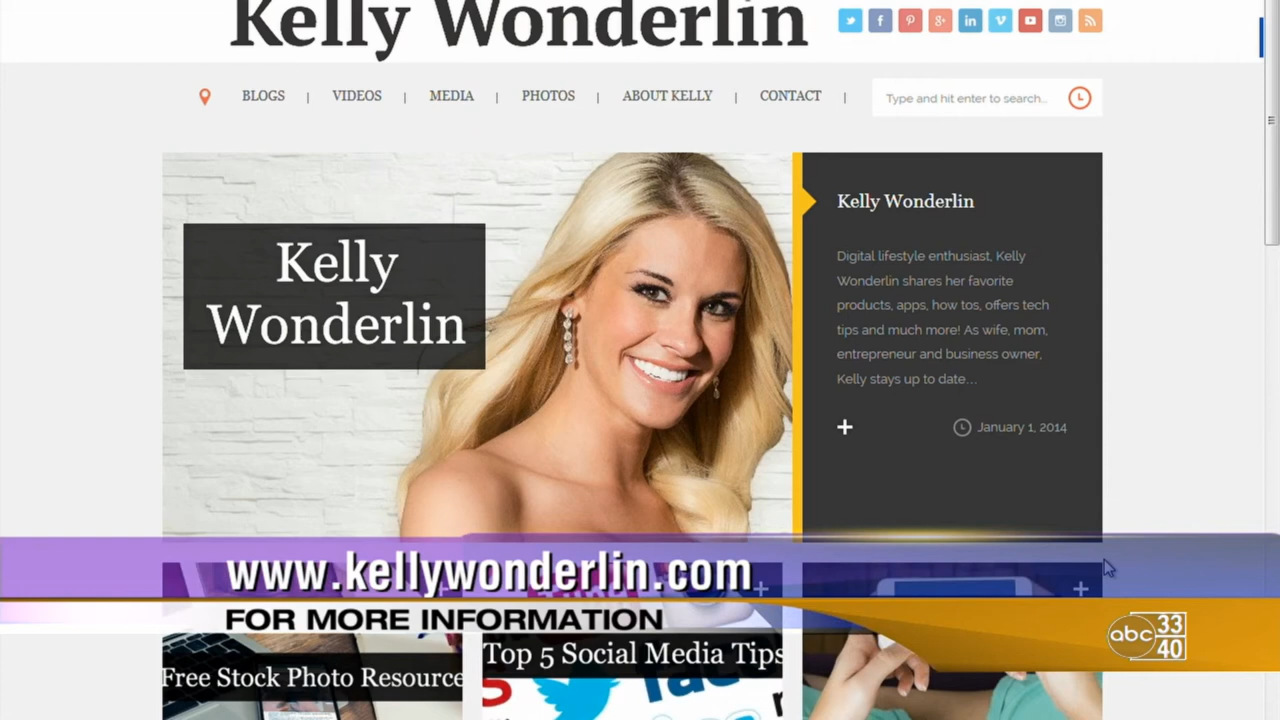 Kelly Wonderlin
BLOGS | VIDEOS | MEDIA | PHOTOS | ABOUT KELLY | CONTACT |
Type and hit enter to search..
Kelly
Wonderlin
Kelly Wonderlin
Digital lifestyle enthusiast, Kelly
Wonderlin shares her favorite
products, apps, how tos, offers tech
tips and much more! As wife, mom,
entrepreneur and business owner,
Kelly stays up to date...
January 1, 2014
www.kellywonderlin.com
FOR MORE INFORMATION
abc 33
40
Free Stock Photo Resource
Top 5 Social Media Tips